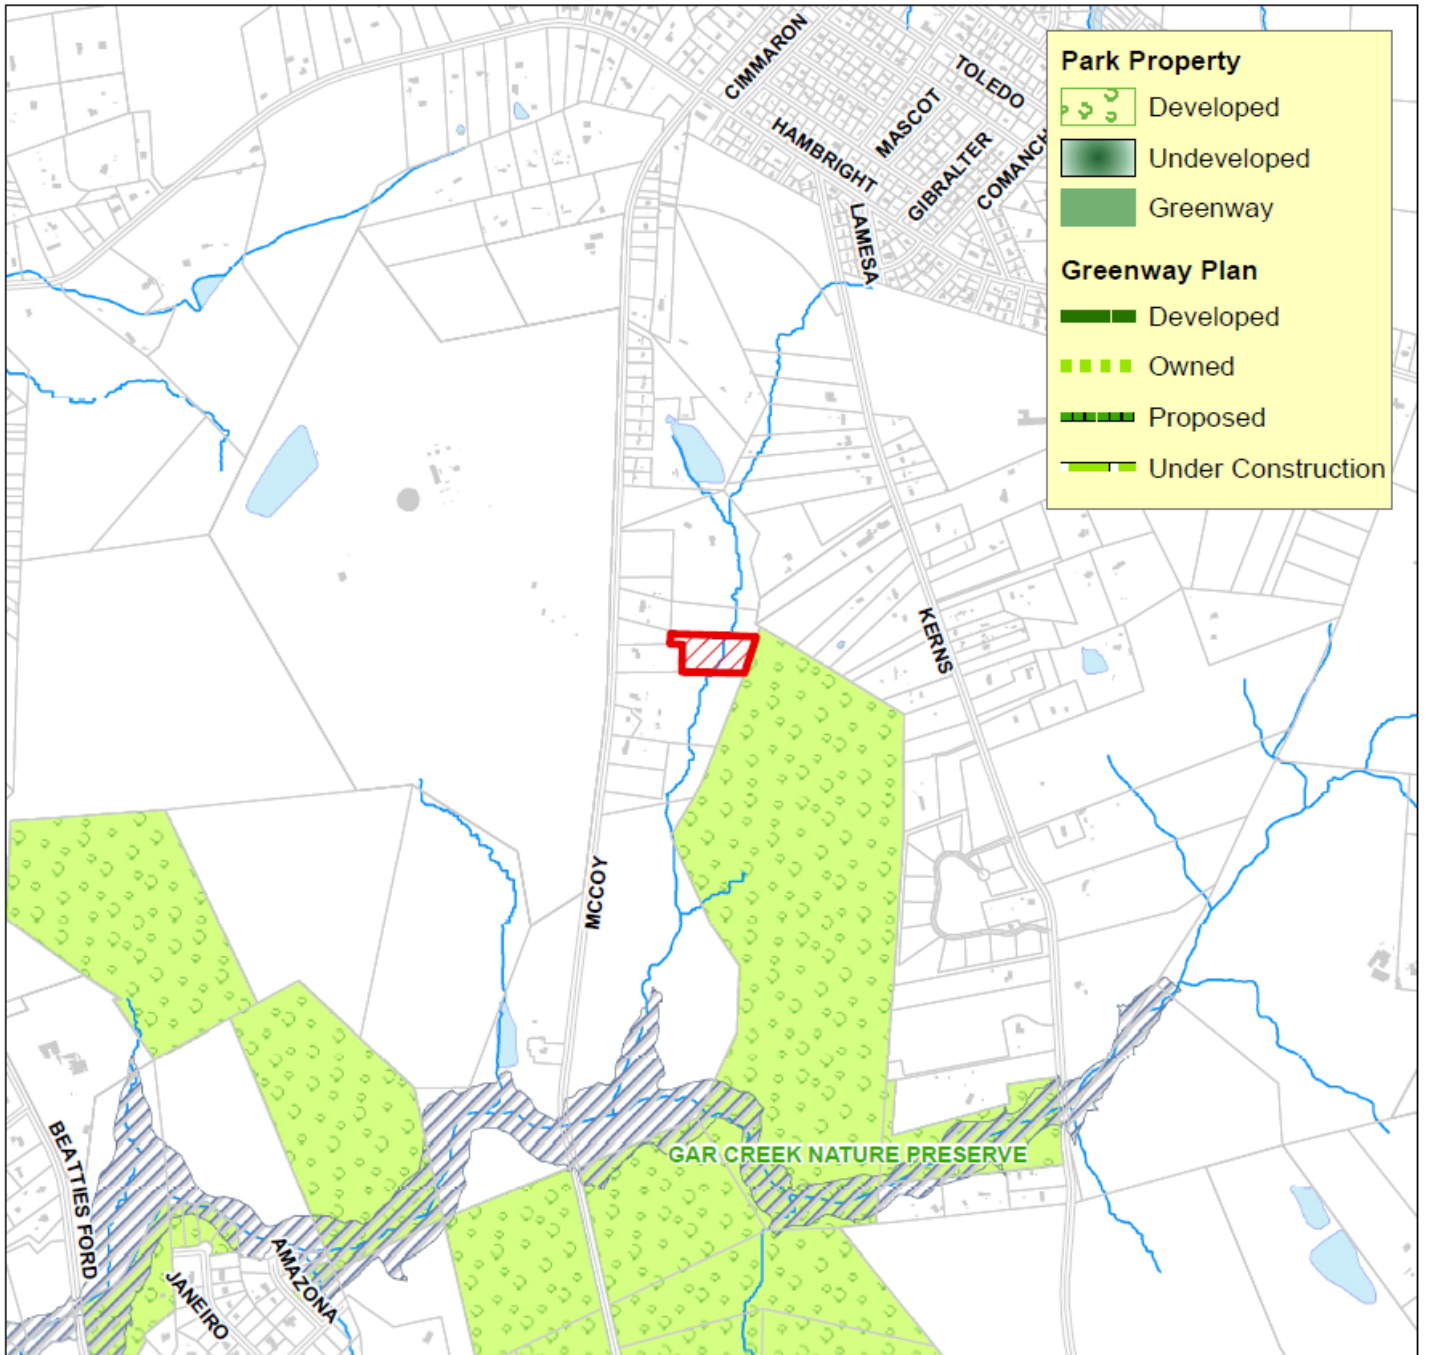 CIMMARON
TOLEDO
MASCOT
HAMBRIGHT
GIBRALTER
COMANCH
LAMESA
Park Property
Developed
Undeveloped
Greenway
Greenway Plan
Developed
Owned
Proposed
Under Construction
KERNS
MCCOY
BEATTIES FORD
GAR CREEK NATURE PRESERVE
AMAZONA
JANEIRO